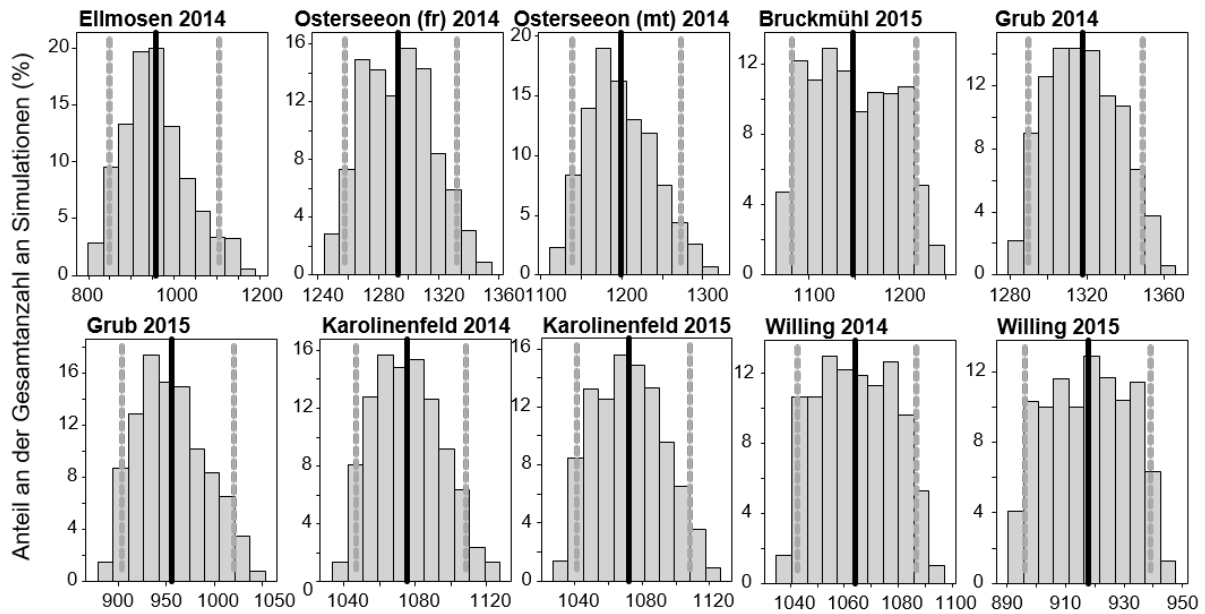 Anteil an der Gesamtanzahl an Simulationen (%)
Ellmosen 2014
20
15
10
5
0
800 1000 1200
Osterseeon (fr) 2014
16
12
8
4
0
1240 1280 1320 1360
Osterseeon (mt) 2014
20
15
10
5
0
1100 1200 1300
Bruckmühl 2015
12
8
4
0
1100 1200
Grub 2014
12
8
4
0
1280 1320 1360
Grub 2015
16
12
8
4
0
900 950 1000 1050
Karolinenfeld 2014
16
12
8
4
0
1040 1080 1120
Karolinenfeld 2015
16
12
8
4
0
1040 1080 1120
Willing 2014
12
8
4
0
1040 1060 1080 1100
Willing 2015
12
8
4
0
890 910 930 950